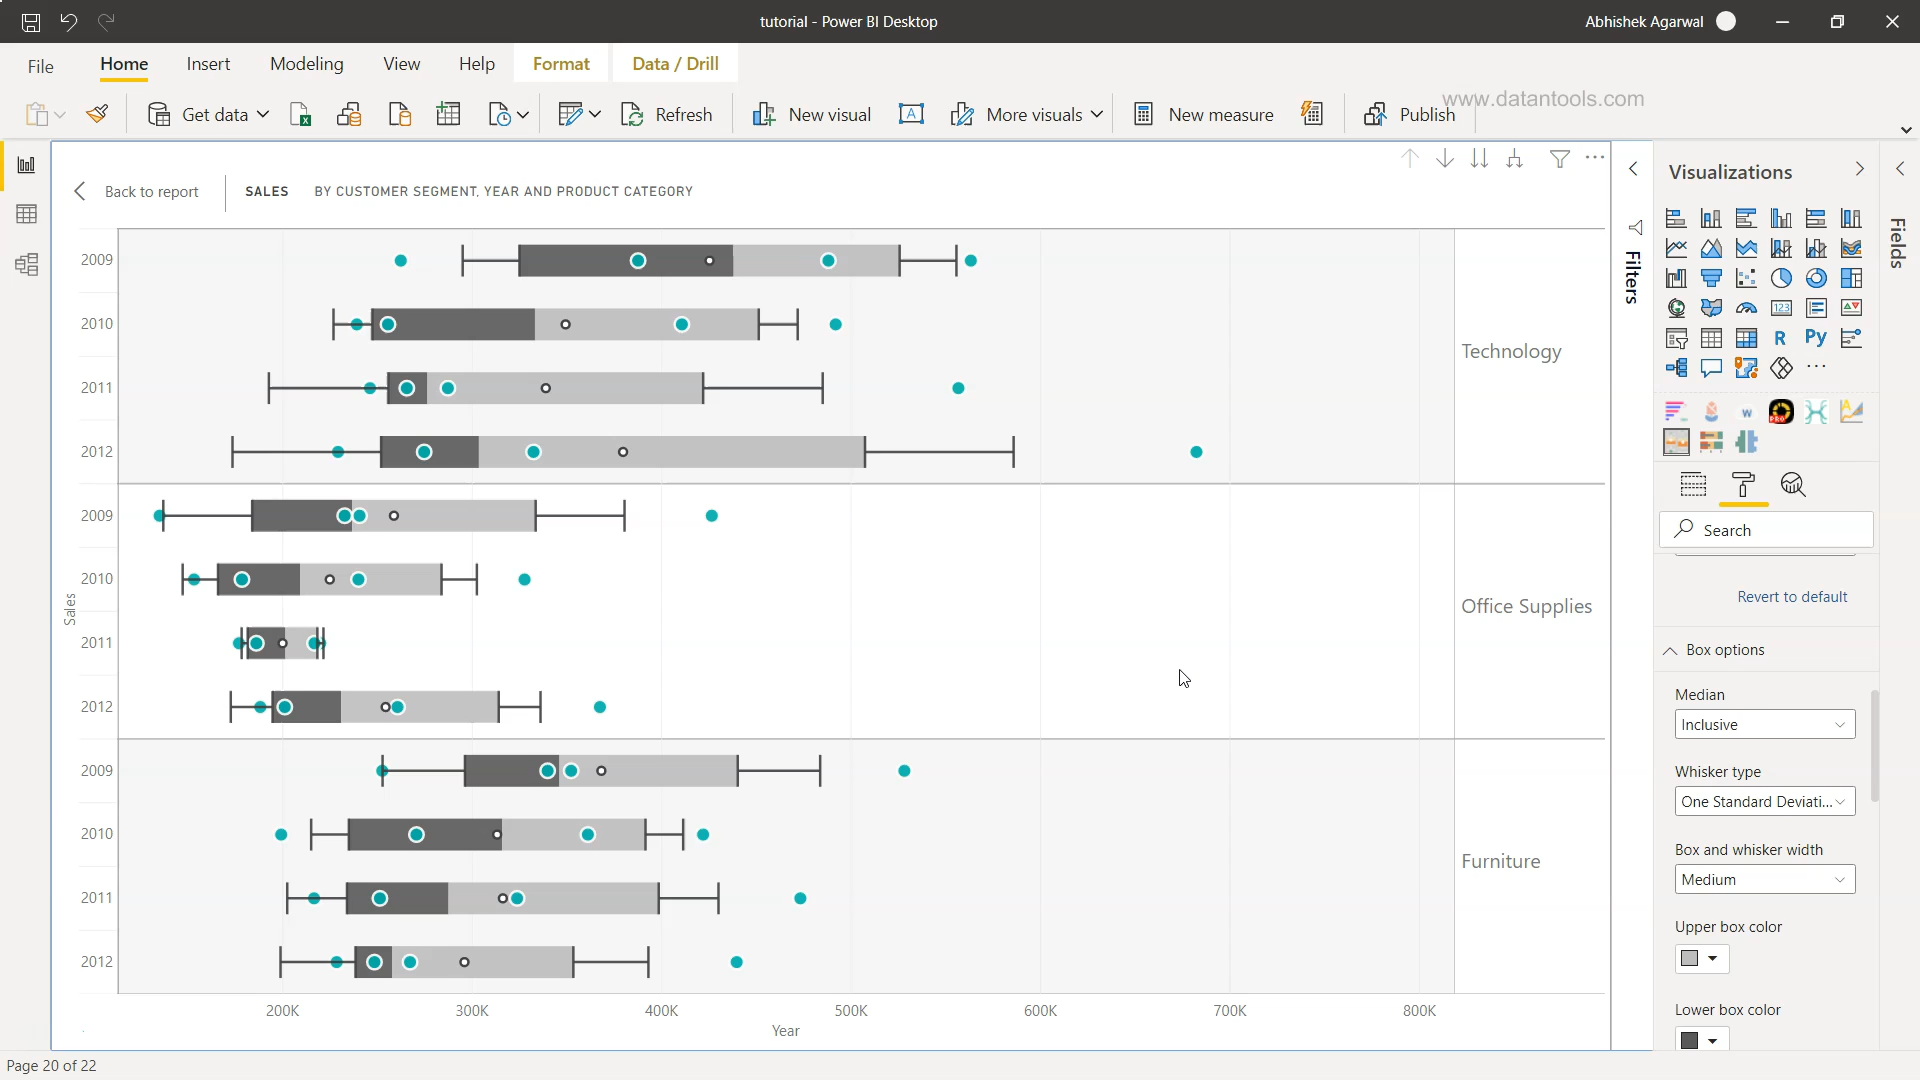 tutorial - Power BI Desktop
Abhishek Agarwal
File
Home
Insert
Modeling
View
Help
Format
Data / Drill
Get data
Refresh
New visual
More visuals
New measure
Publish
www.datantools.com
Back to report
SALES BY CUSTOMER SEGMENT, YEAR AND PRODUCT CATEGORY
2009
2010
2011
2012
Technology
2009
2010
2011
2012
Office Supplies
2009
2010
2011
2012
Furniture
Sales
200K
300K
400K
500K
600K
700K
800K
Year
Filters
Visualizations
123
R
Py
W
PRO
Search
Revert to default
Box options
Median
Inclusive
Whisker type
One Standard Deviati...
Box and whisker width
Medium
Upper box color
Lower box color
Fields
Page 20 of 22